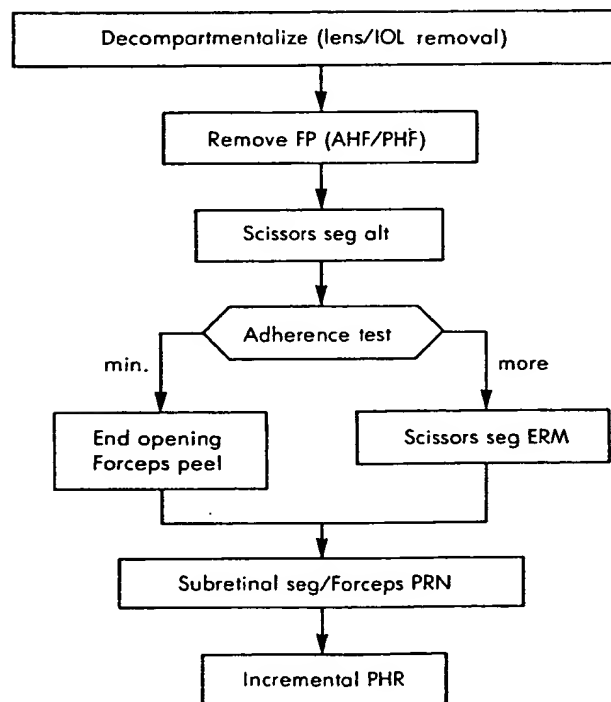 Decompartmentalize (lens/IOL removal)
Remove FP (AHF/PHF)
Scissors seg alt
Adherence test
min.
more
End opening
Forceps peel
Scissors seg ERM
Subretinal seg/Forceps PRN
Incremental PHR